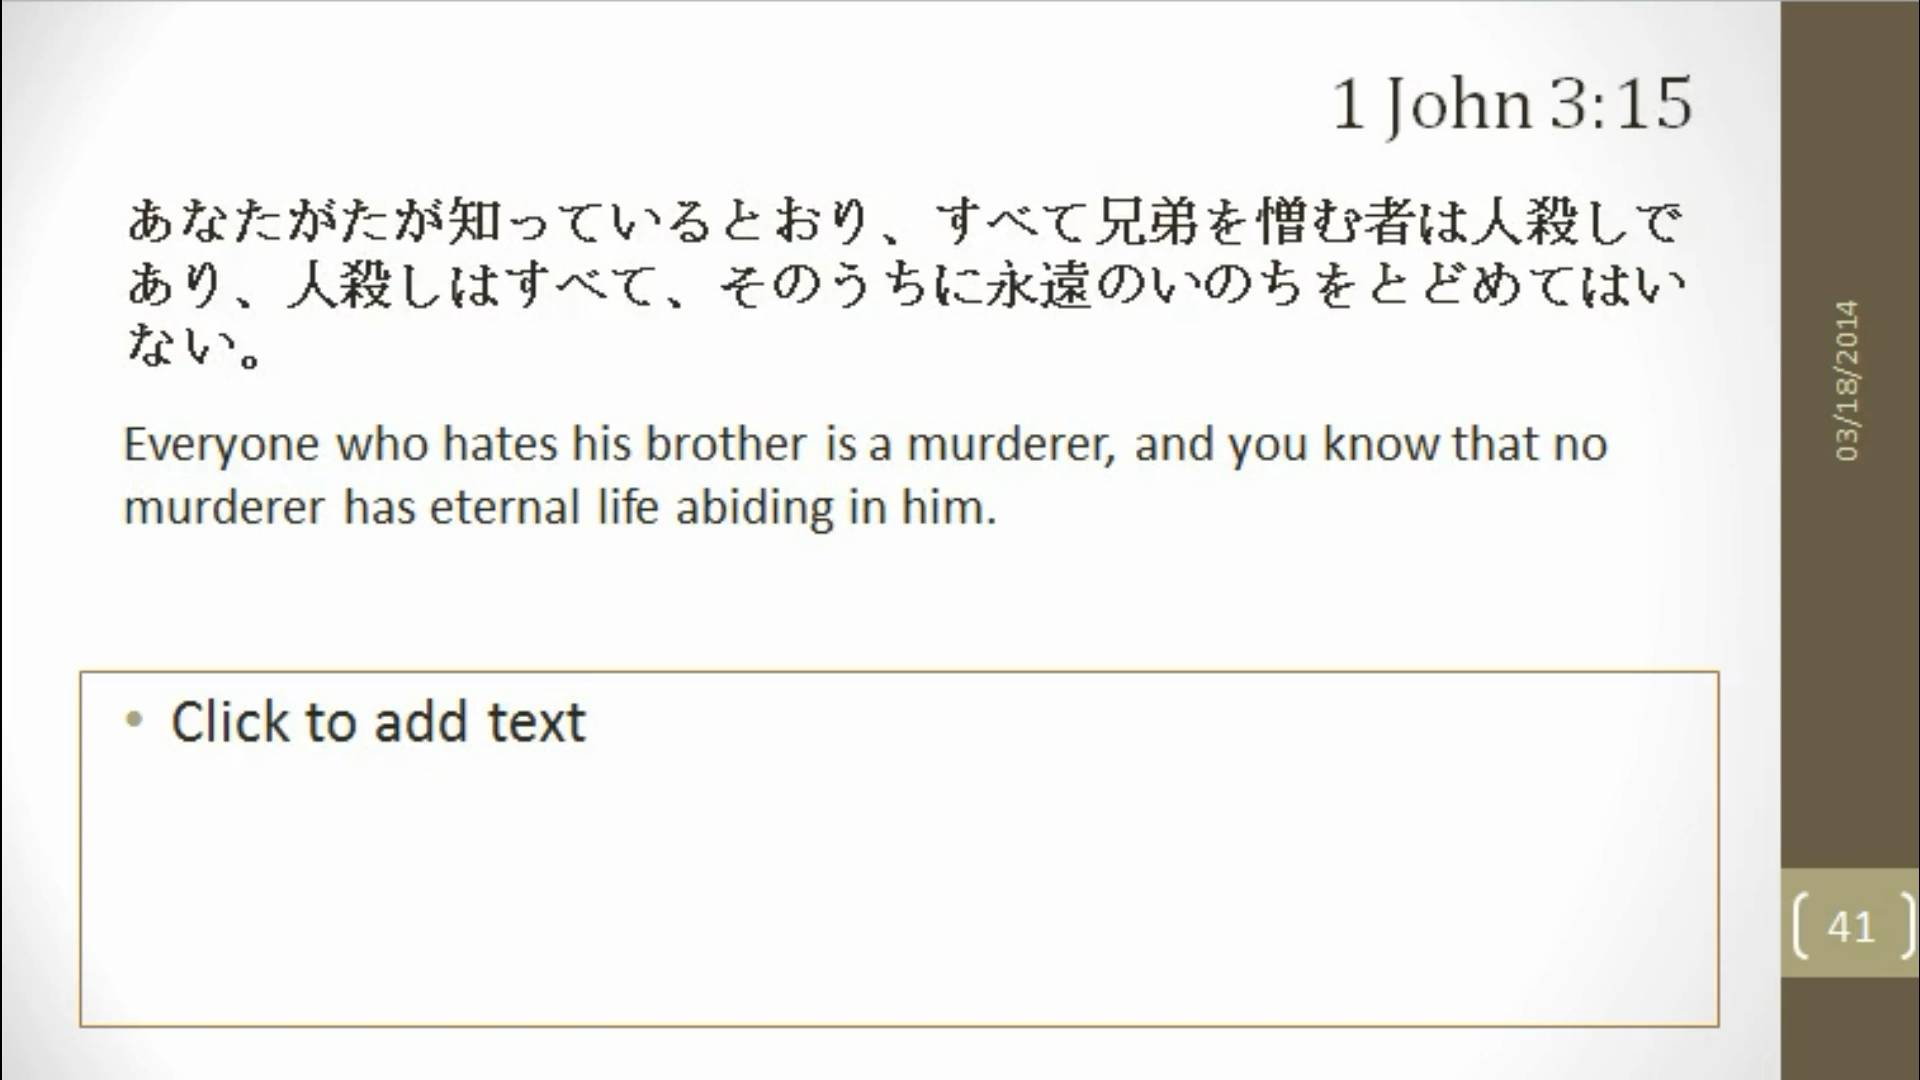 1 John 3:15
あなたがたが知っているとおり、すべて兄弟を憎む者は人殺しで
あり、人殺しはすべて、そのうちに永遠のいのちをとどめてはい
ない。
Everyone who hates his brother is a murderer, and you know that no
murderer has eternal life abiding in him.
• Click to add text
03/18/2014
41